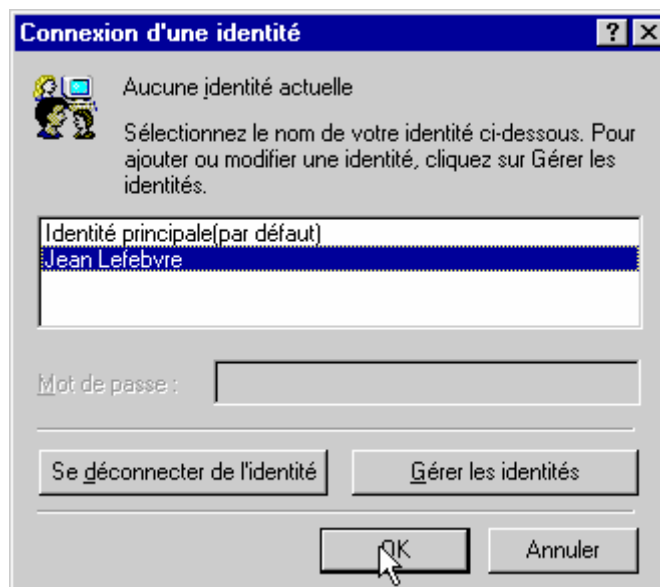 Connexion d'une identité
Aucune identité actuelle
Sélectionnez le nom de votre identité ci-dessous. Pour
ajouter ou modifier une identité, cliquez sur Gérer les
identités.
Identité principale(par défaut)
Jean Lefebvre
Mot de passe :
Se déconnecter de l'identité
Gérer les identités
OK
Annuler